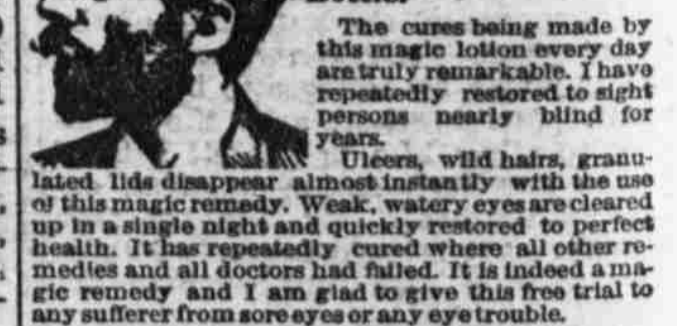 The cures being made by
this magic lotion every day
are truly remarkable. I have
repeatedly restored to sight
persons nearly blind for
years.
Ulcers, wild hairs, granu-
lated lids disappear almost instantly with the use
of this magic remedy. Weak, watery eyes are cleared
up in a single night and quickly restored to perfect
health. It has repeatedly cured where all other re-
medies and all doctors had failed. It is indeed a ma-
gic remedy and I am glad to give this free trial to
any sufferer from sore eyes or any eye trouble.